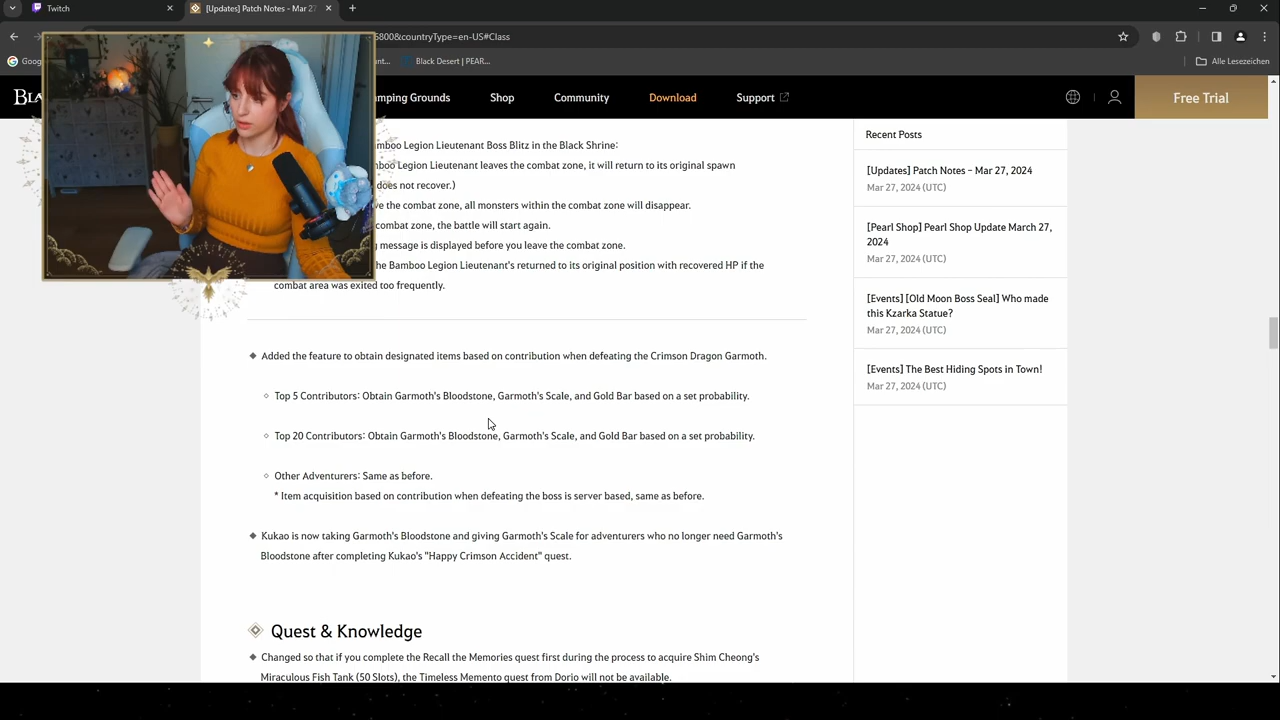 Twitch
[Updates] Patch Notes - Mar 27
5800&countryType=en-US#Class
Black Desert | PEAR...
Alle Lesezeichen
Shop
Community
Download
Support
Free Trial
Grounds
Legion Lieutenant Boss Blitz in the Black Shrine:
Legion Lieutenant leaves the combat zone, it will return to its original spawn
does not recover.)
the combat zone, all monsters within the combat zone will disappear.
combat zone, the battle will start again.
message is displayed before you leave the combat zone.
the Bamboo Legion Lieutenant's returned to its original position with recovered HP if the
combat area was exited too frequently.
Added the feature to obtain designated items based on contribution when defeating the Crimson Dragon Garmoth.
Top 5 Contributors: Obtain Garmoth's Bloodstone, Garmoth's Scale, and Gold Bar based on a set probability.
Top 20 Contributors: Obtain Garmoth's Bloodstone, Garmoth's Scale, and Gold Bar based on a set probability.
Other Adventurers: Same as before.
* Item acquisition based on contribution when defeating the boss is server based, same as before.
Kukao is now taking Garmoth's Bloodstone and giving Garmoth's Scale for adventurers who no longer need Garmoth's
Bloodstone after completing Kukao's "Happy Crimson Accident" quest.
Quest & Knowledge
Changed so that if you complete the Recall the Memories quest first during the process to acquire Shim Cheong's
Miraculous Fish Tank (50 Slots), the Timeless Memento quest from Dorio will not be available.
Recent Posts
[Updates] Patch Notes – Mar 27, 2024
Mar 27, 2024 (UTC)
[Pearl Shop] Pearl Shop Update March 27,
2024
Mar 27, 2024 (UTC)
[Events] [Old Moon Boss Seal] Who made
this Kzarka Statue?
Mar 27, 2024 (UTC)
[Events] The Best Hiding Spots in Town!
Mar 27, 2024 (UTC)